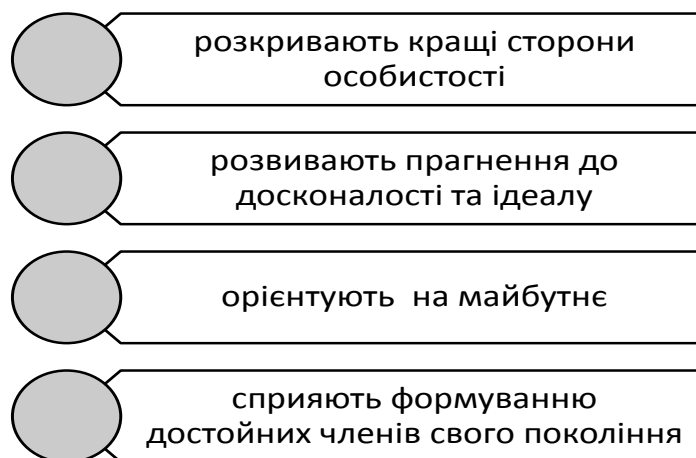 розкривають кращі сторони
особистості
розвивають прагнення до
досконалості та ідеалу
орієнтують на майбутнє
сприяють формуванню
достойних членів свого покоління